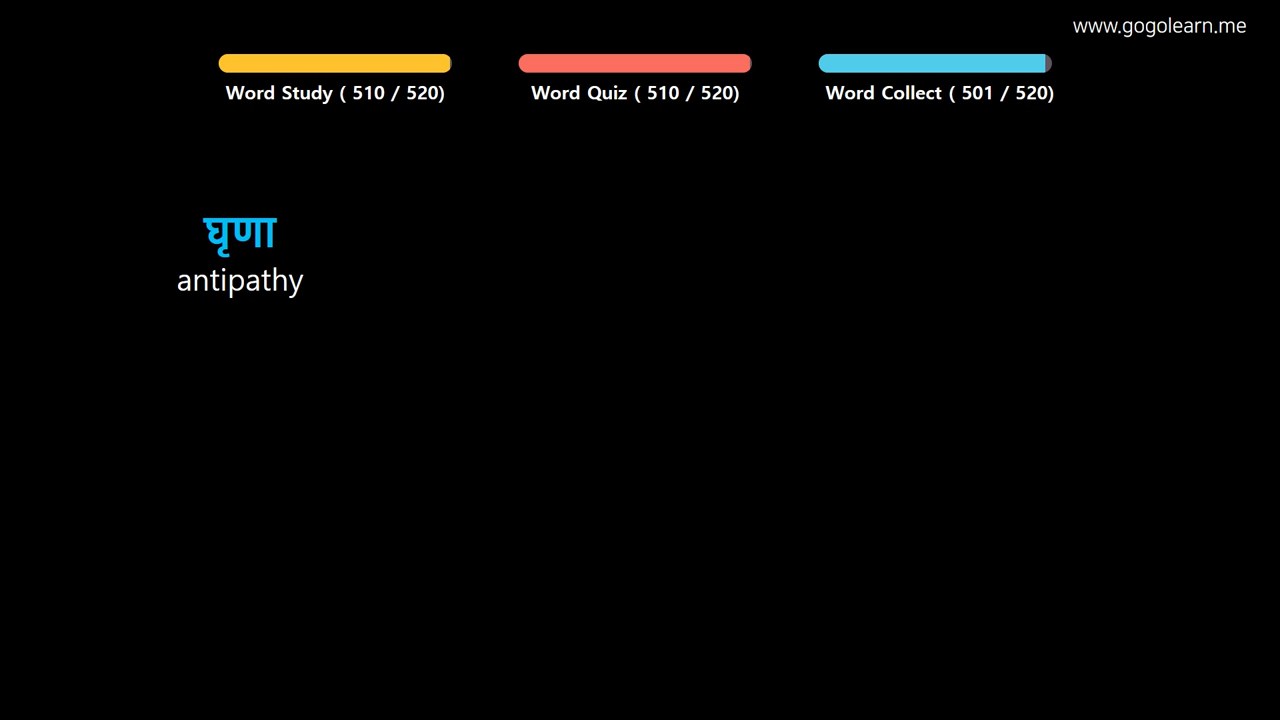 www.gogolearn.me
Word Study ( 510 / 520)
Word Quiz ( 510 / 520)
Word Collect ( 501 / 520)
घृणा
antipathy